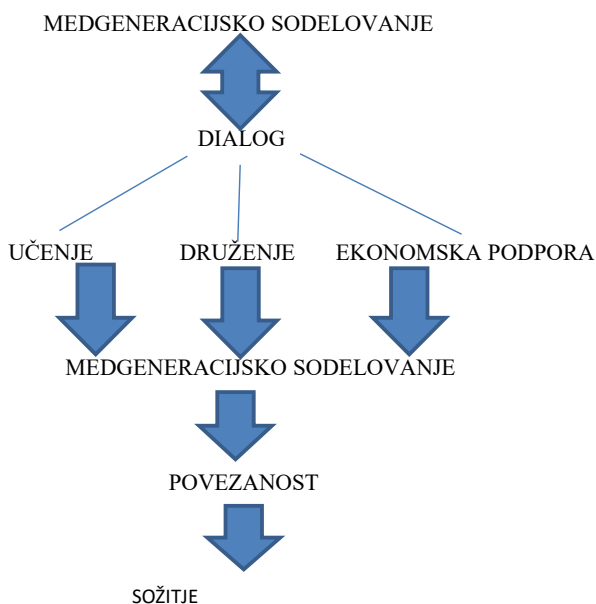 MEDGENERACIJSKO SODELOVANJE
DIALOG
UČENJE DRUŽENJE EKONOMSKA PODPORA
MEDGENERACIJSKO SODELOVANJE
POVEZANOST
SOŽITJE